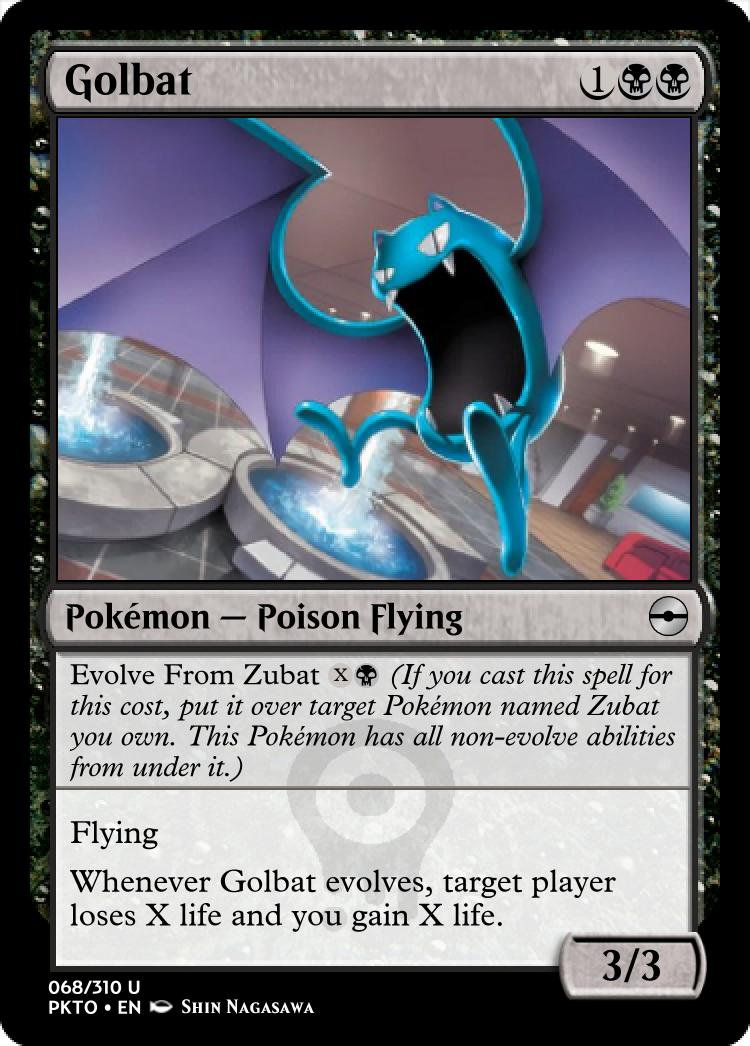 Golbat 1
Pokémon — Poison Flying
Evolve From Zubat X (If you cast this spell for
this cost, put it over target Pokémon named Zubat
you own. This Pokémon has all non-evolve abilities
from under it.)
Flying
Whenever Golbat evolves, target player
loses X life and you gain X life.
3/3
068/310 U
PKTO • EN Shin Nagasawa